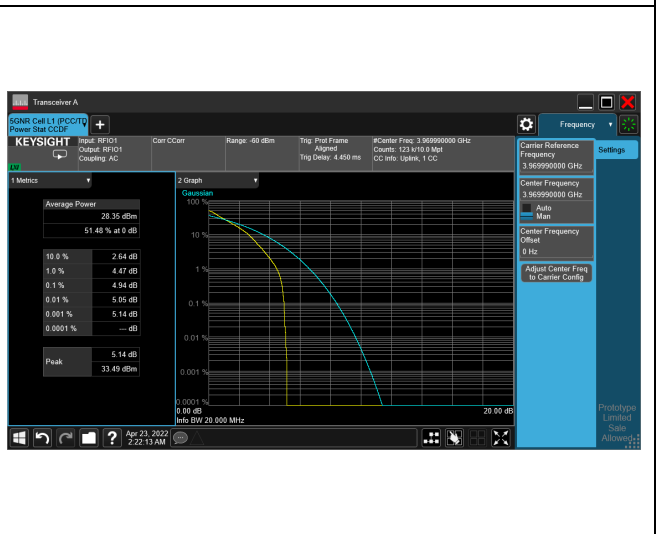 Transceiver A
5GNR Cell L1 (PCC/TD
Power Stat CCDF
+
Frequency
KEYSIGHT
Input: RFIO1
Output: RFIO1
Coupling: AC
Corr CCorr
Range: -60 dBm
Trig: Prot Frame
Aligned
Trig Delay: 4.450 ms
#Center Freq: 3.969990000 GHz
Counts: 123 k/10.0 Mpt
CC Info: Uplink, 1 CC
1 Metrics
Average Power
28.35 dBm
51.48 % at 0 dB
10.0 % 2.64 dB
1.0 % 4.47 dB
0.1 % 4.94 dB
0.01 % 5.05 dB
0.001 % 5.14 dB
0.0001 % --- dB
Peak
5.14 dB
33.49 dBm
2 Graph
Gaussian
100 %
10 %
1 %
0.1 %
0.01 %
0.001 %
0.0001 %
0.00 dB
20.00 dB
Info BW 20.000 MHz
Carrier Reference
Frequency
3.969990000 GHz
Center Frequency
3.969990000 GHz
Auto
Man
Center Frequency
Offset
0 Hz
Adjust Center Freq
to Carrier Config
Settings
Prototype
Limited
Sale
Allowed
?
Apr 23, 2022
2:22:13 AM